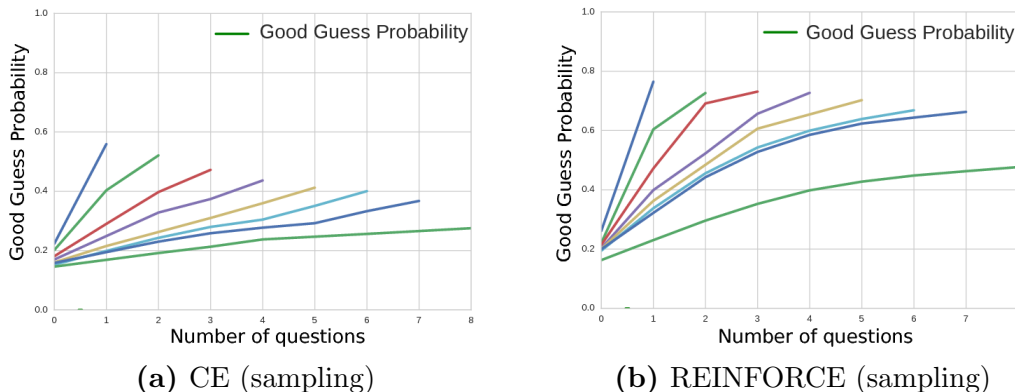 Good Guess Probability
Good Guess Probability
1.0
0.8
0.6
0.4
0.2
0.0
0 1 2 3 4 5 6 7 8
Number of questions
(a) CE (sampling)
Good Guess Probability
Good Guess Probability
1.0
0.8
0.6
0.4
0.2
0.0
0 1 2 3 4 5 6 7
Number of questions
(b) REINFORCE (sampling)